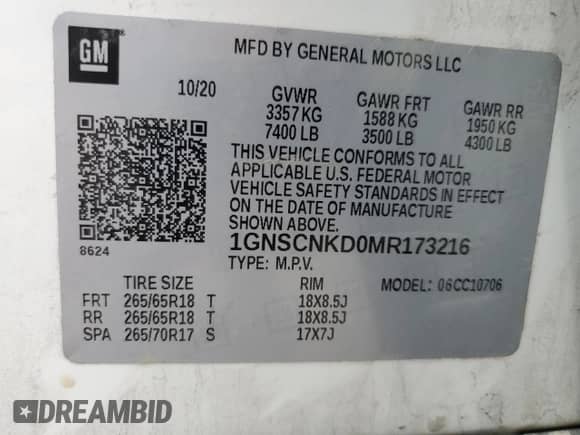 GM
MFD BY GENERAL MOTORS LLC
10/20 GVWR GAWR FRT GAWR RR
3357 KG 1588 KG 1950 KG
7400 LB 3500 LB 4300 LB
THIS VEHICLE CONFORMS TO ALL
APPLICABLE U.S. FEDERAL MOTOR
VEHICLE SAFETY STANDARDS IN EFFECT
ON THE DATE OF MANUFACTURE
SHOWN ABOVE.
8624 1GNSCNKD0MR173216
TYPE: M.P.V.
TIRE SIZE RIM MODEL: 06CC10706
FRT 265/65R18 T 18X8.5J
RR 265/65R18 T 18X8.5J
SPA 265/70R17 S 17X7J
DREAMBID